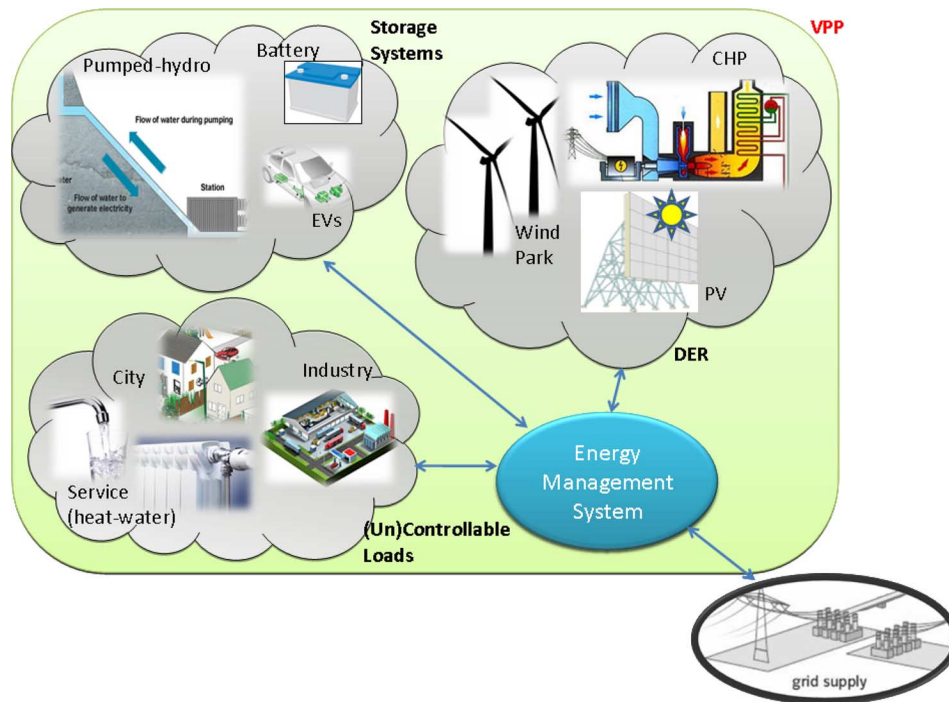 Storage
Systems
VPP
Pumped-hydro
Battery
Flow of water during pumping
Flow of water to
generate electricity
Station
EVs
CHP
Wind
Park
PV
DER
City
Industry
Service
(heat-water)
(Un)Controllable
Loads
Energy
Management
System
grid supply